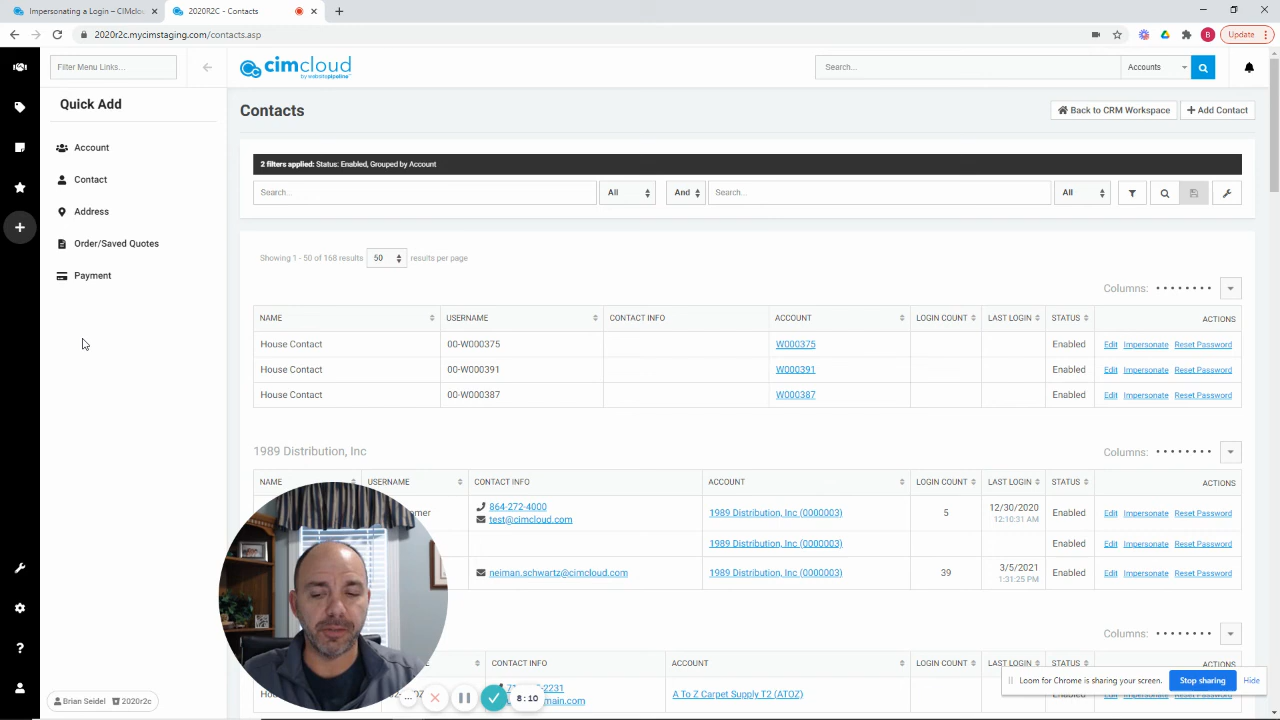 Impersonating a Login – CIMcloud
2020R2C - Contacts
2020r2c.mycimstaging.com/contacts.asp
B
Update
Filter Menu Links...
cimcloud
by websitepipeline
Search...
Accounts
Quick Add
Account
Contact
Address
Order/Saved Quotes
Payment
Contacts
Back to CRM Workspace
Add Contact
2 filters applied: Status: Enabled, Grouped by Account
Search... All And Search... All
Showing 1 - 50 of 168 results 50 results per page
Columns:
NAME USERNAME CONTACT INFO ACCOUNT LOGIN COUNT LAST LOGIN STATUS ACTIONS
House Contact 00-W000375 W000375 Enabled Edit Impersonate Reset Password
House Contact 00-W000391 W000391 Enabled Edit Impersonate Reset Password
House Contact 00-W000387 W000387 Enabled Edit Impersonate Reset Password
1989 Distribution, Inc Columns:
NAME USERNAME CONTACT INFO ACCOUNT LOGIN COUNT LAST LOGIN STATUS ACTIONS
omer 864-272-4000 1989 Distribution, Inc (0000003) 5 12/30/2020 Enabled Edit Impersonate Reset Password
test@cimcloud.com 12:10:31 AM
1989 Distribution, Inc (0000003) Enabled Edit Impersonate Reset Password
neiman.schwartz@cimcloud.com 1989 Distribution, Inc (0000003) 39 3/5/2021 Enabled Edit Impersonate Reset Password
1:31:25 PM
Columns:
CONTACT INFO ACCOUNT ACTIONS
2231
A To Z Carpet Supply T2 (ATOZ)
main.com
8:10
Loom for Chrome is sharing your screen. Stop sharing Hide
Brian Seidel 2020r2c